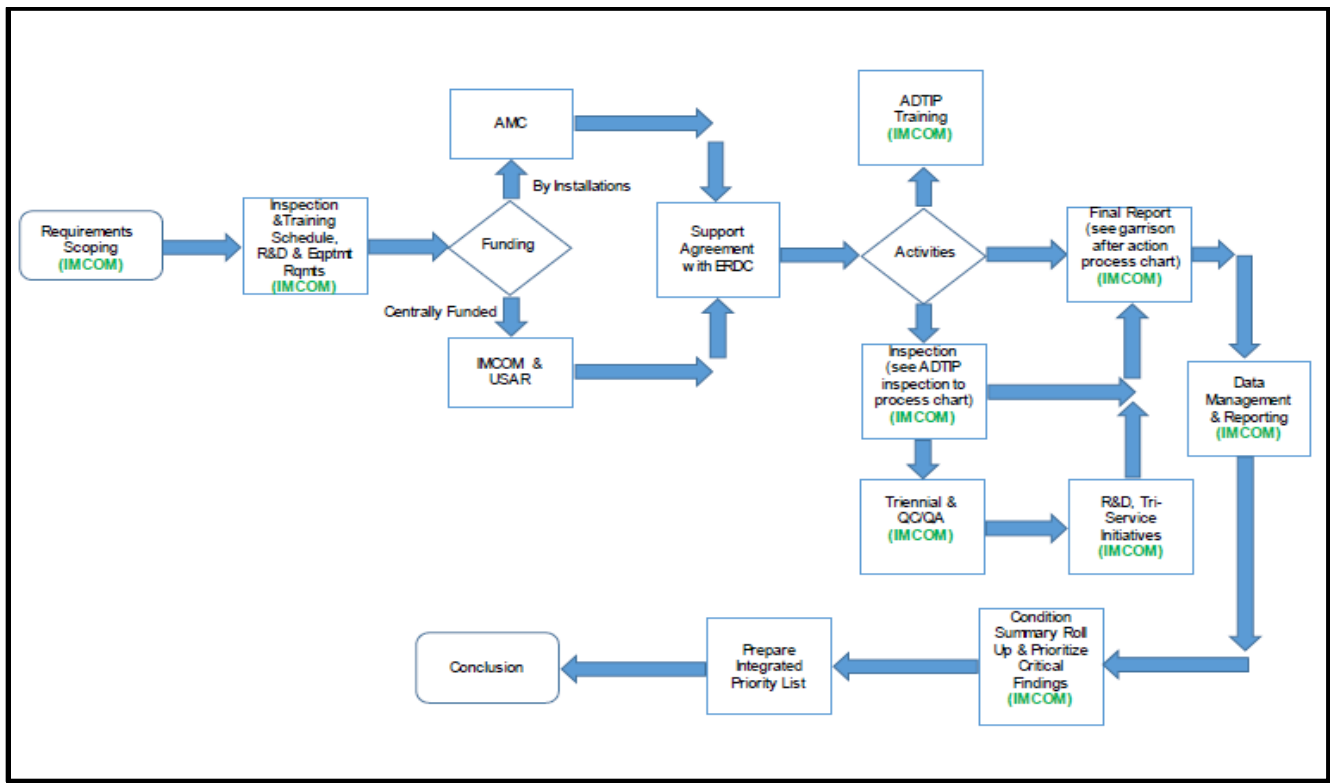 Requirements
Scoping
(IMCOM)
Inspection
&Training
Schedule,
R&D & Eqptmt
Rqmts
(IMCOM)
Funding
By Installations
AMC
Centrally Funded
IMCOM &
USAR
Support
Agreement
with ERDC
Activities
ADTIP
Training
(IMCOM)
Inspection
(see ADTIP
inspection to
process chart)
(IMCOM)
Triennial &
QC/QA
(IMCOM)
R&D, Tri-
Service
Initiatives
(IMCOM)
Final Report
(see garrison
after action
process chart)
(IMCOM)
Data
Management
& Reporting
(IMCOM)
Condition
Summary Roll
Up & Prioritize
Critical
Findings
(IMCOM)
Prepare
Integrated
Priority List
Conclusion